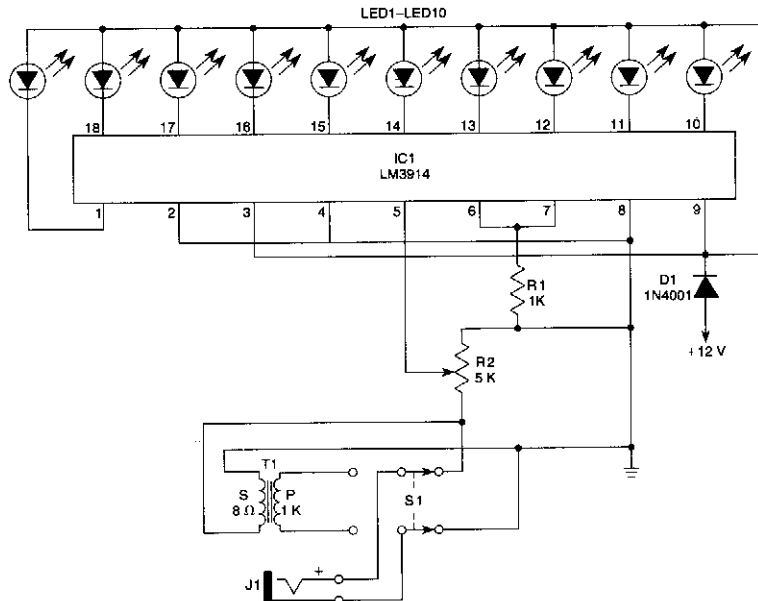 LED1–LED10
18 17 16 15 14 13 12 11 10
IC1
LM3914
1 2 3 4 5 6 7 8 9
R1
1K
D1
1N4001
+12 V
R2
5 K
T1
S P
8 Ω 1 K
S1
J1 +